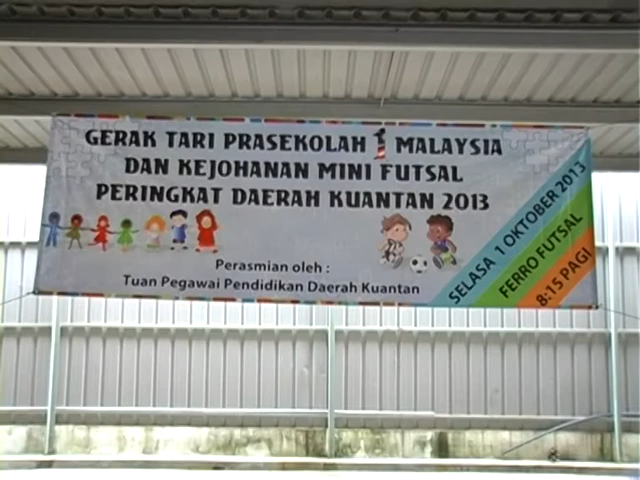 GERAK TARI PRASEKOLAH 1 MALAYSIA
DAN KEJOHANAN MINI FUTSAL
PERINGKAT DAERAH KUANTAN 2013
Perasmian oleh :
Tuan Pegawai Pendidikan Daerah Kuantan
SELASA 1 OKTOBER 2013
FERRO FUTSAL
8:15 PAGI